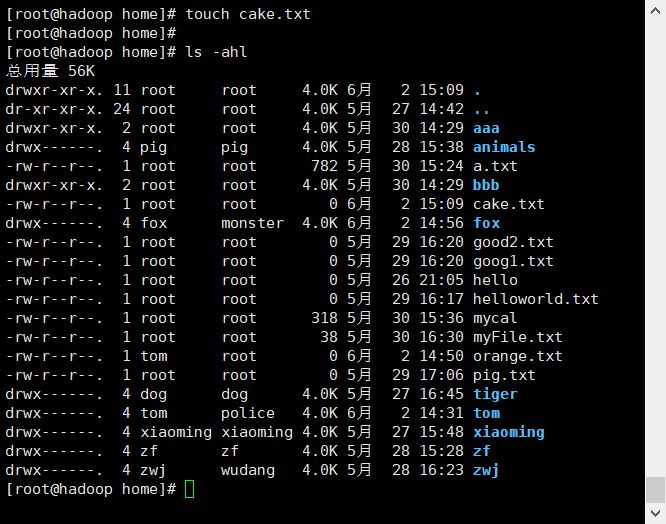 [root@hadoop home]# touch cake.txt
[root@hadoop home]#
[root@hadoop home]# ls -ahl
总用量 56K
drwxr-xr-x. 11 root     root     4.0K 6月   2 15:09 .
dr-xr-xr-x. 24 root     root     4.0K 5月  27 14:42 ..
drwxr-xr-x.  2 root     root     4.0K 5月  30 14:29 aaa
drwx------.  4 pig      pig      4.0K 5月  28 15:38 animals
-rw-r--r--.  1 root     root      782 5月  30 15:24 a.txt
drwxr-xr-x.  2 root     root     4.0K 5月  30 14:29 bbb
-rw-r--r--.  1 root     root        0 6月   2 15:09 cake.txt
drwx------.  4 fox      monster  4.0K 6月   2 14:56 fox
-rw-r--r--.  1 root     root        0 5月  29 16:20 good2.txt
-rw-r--r--.  1 root     root        0 5月  29 16:20 goog1.txt
-rw-r--r--.  1 root     root        0 5月  26 21:05 hello
-rw-r--r--.  1 root     root        0 5月  29 16:17 helloworld.txt
-rw-r--r--.  1 root     root      318 5月  30 15:36 mycal
-rw-r--r--.  1 root     root       38 5月  30 16:30 myFile.txt
-rw-r--r--.  1 tom      root        0 6月   2 14:50 orange.txt
-rw-r--r--.  1 root     root        0 5月  29 17:06 pig.txt
drwx------.  4 dog      dog      4.0K 5月  27 16:45 tiger
drwx------.  4 tom      police   4.0K 6月   2 14:31 tom
drwx------.  4 xiaoming xiaoming 4.0K 5月  27 15:48 xiaoming
drwx------.  4 zf       zf       4.0K 5月  28 15:28 zf
drwx------.  4 zwj      wudang   4.0K 5月  28 16:23 zwj
[root@hadoop home]#